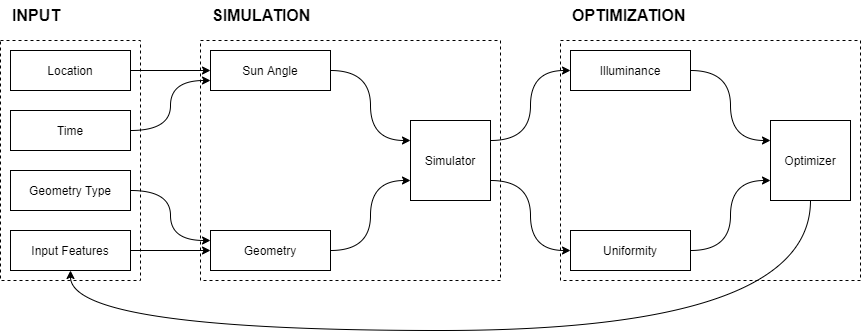 INPUT
SIMULATION
OPTIMIZATION
Location
Sun Angle
Illuminance
Time
Simulator
Optimizer
Geometry Type
Input Features
Geometry
Uniformity